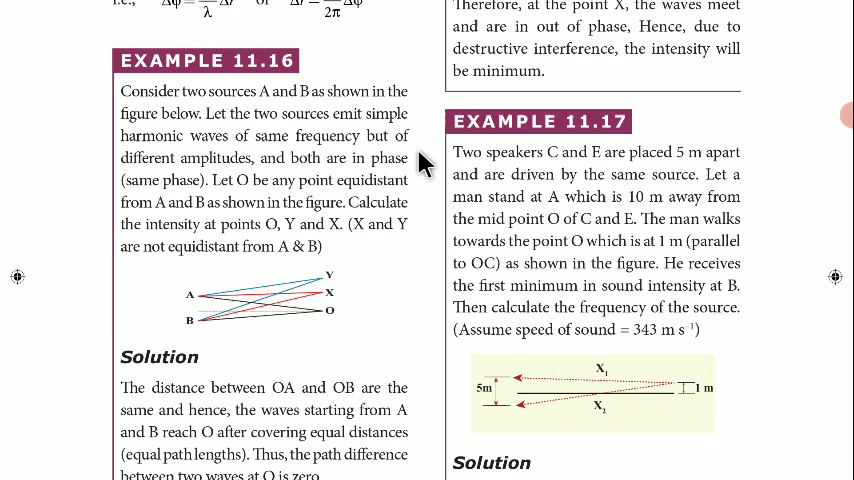 i.e.,
λ
2π
EXAMPLE 11.16
Consider two sources A and B as shown in the
figure below. Let the two sources emit simple
harmonic waves of same frequency but of
different amplitudes, and both are in phase
(same phase). Let O be any point equidistant
from A and B as shown in the figure. Calculate
the intensity at points O, Y and X. (X and Y
are not equidistant from A & B)
Y
A
X
O
B
Solution
The distance between OA and OB are the
same and hence, the waves starting from A
and B reach O after covering equal distances
(equal path lengths). Thus, the path difference
between two waves at O is zero.
Therefore, at the point X, the waves meet
and are in out of phase, Hence, due to
destructive interference, the intensity will
be minimum.
EXAMPLE 11.17
Two speakers C and E are placed 5 m apart
and are driven by the same source. Let a
man stand at A which is 10 m away from
the mid point O of C and E. The man walks
towards the point O which is at 1 m (parallel
to OC) as shown in the figure. He receives
the first minimum in sound intensity at B.
Then calculate the frequency of the source.
(Assume speed of sound = 343 m s⁻¹)
X₁
5m
1 m
X₂
Solution